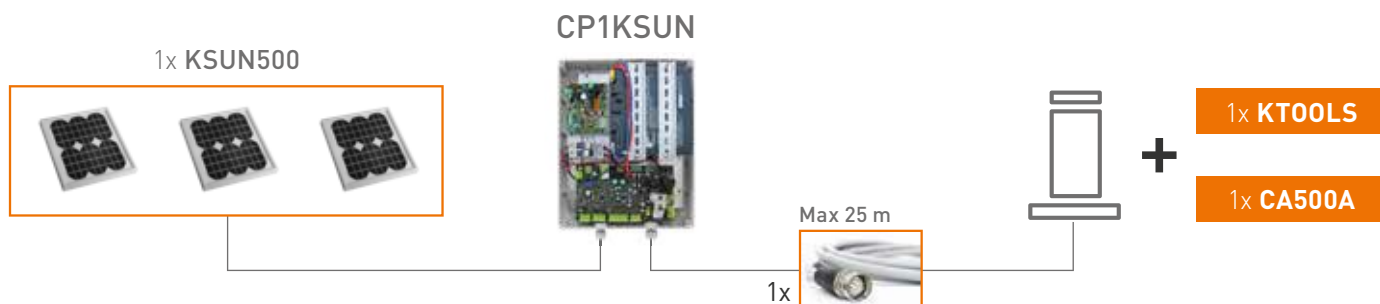 CP1KSUN
1x KSUN500
1x KTOOLS
1x CA500A
Max 25 m
1x